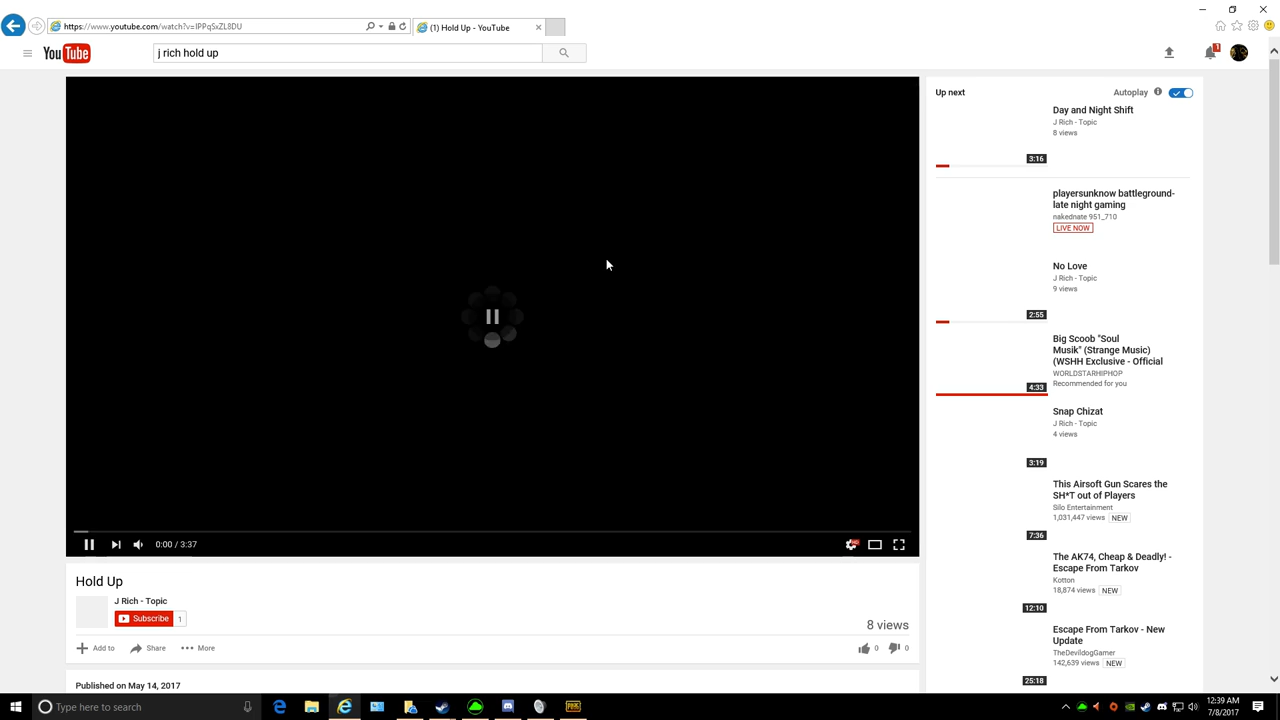 https://www.youtube.com/watch?v=IPPqSxZL8DU
(1) Hold Up - YouTube
YouTube
j rich hold up
1
Up next
Autoplay
Day and Night Shift
J Rich - Topic
8 views
3:16
playersunknow battleground-
late night gaming
nakednate 951_710
LIVE NOW
No Love
J Rich - Topic
9 views
2:55
Big Scoob "Soul
Musik" (Strange Music)
(WSHH Exclusive - Official
WORLDSTARHIPHOP
Recommended for you
4:33
Snap Chizat
J Rich - Topic
4 views
3:19
This Airsoft Gun Scares the
SH*T out of Players
Silo Entertainment
1,031,447 views NEW
7:36
The AK74, Cheap & Deadly! -
Escape From Tarkov
Kotton
18,874 views NEW
12:10
Escape From Tarkov - New
Update
TheDevildogGamer
142,639 views NEW
25:18
0:00 / 3:37
HD
Hold Up
J Rich - Topic
Subscribe 1
8 views
Add to Share More
0 0
Published on May 14, 2017
Type here to search
12:39 AM
7/8/2017